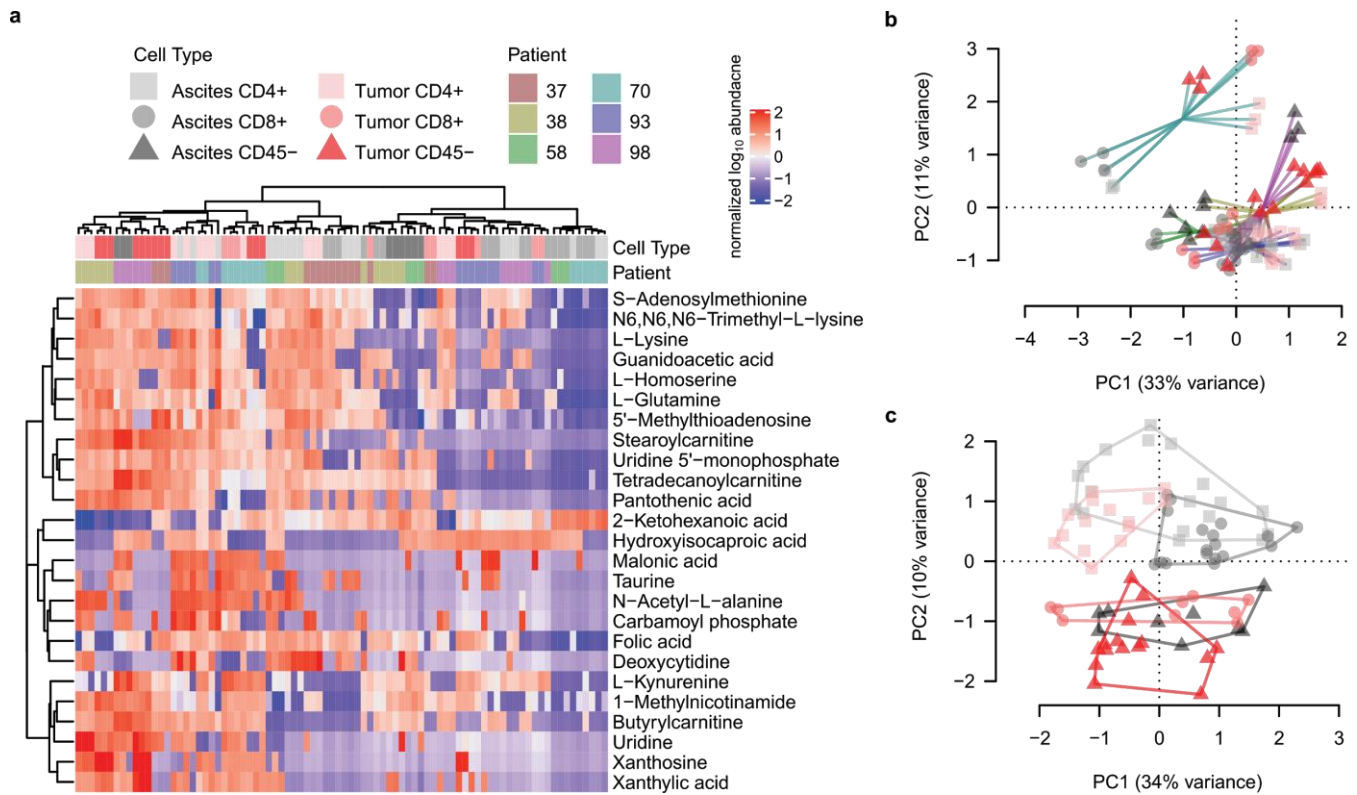 a
Cell Type
Ascites CD4+
Tumor CD4+
Ascites CD8+
Tumor CD8+
Ascites CD45−
Tumor CD45−
Patient
37
70
38
93
58
98
normalized log10 abundacne
2
1
0
−1
−2
Cell Type
Patient
S−Adenosylmethionine
N6,N6,N6−Trimethyl−L−lysine
L−Lysine
Guanidoacetic acid
L−Homoserine
L−Glutamine
5'−Methylthioadenosine
Stearoylcarnitine
Uridine 5'−monophosphate
Tetradecanoylcarnitine
Pantothenic acid
2−Ketohexanoic acid
Hydroxyisocaproic acid
Malonic acid
Taurine
N−Acetyl−L−alanine
Carbamoyl phosphate
Folic acid
Deoxycytidine
L−Kynurenine
1−Methylnicotinamide
Butyrylcarnitine
Uridine
Xanthosine
Xanthylic acid
b
PC2 (11% variance)
3
2
1
0
−1
−4 −3 −2 −1 0 1 2
PC1 (33% variance)
c
PC2 (10% variance)
2
1
0
−1
−2
−2 −1 0 1 2 3
PC1 (34% variance)